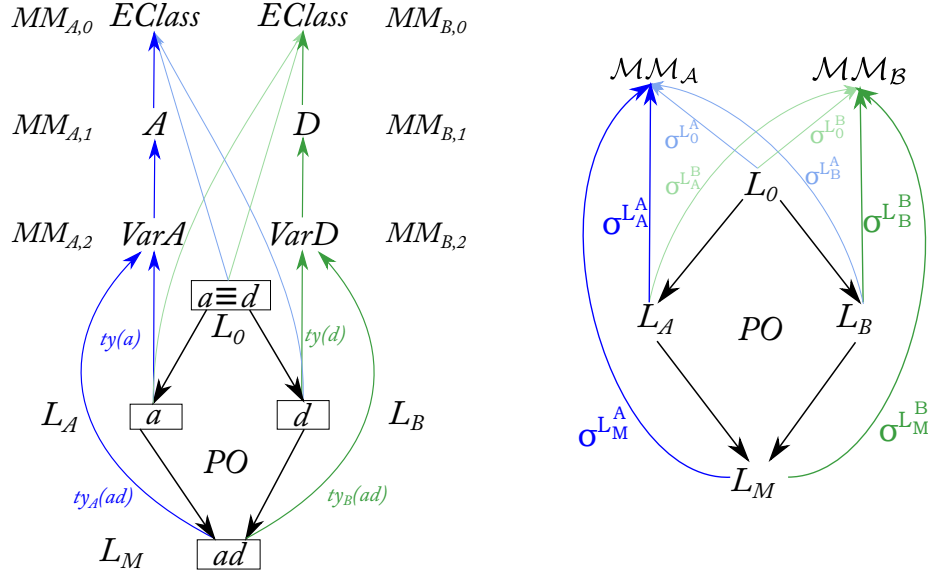 MM_{A,0} EClass EClass MM_{B,0}
MM_{A,1} A D MM_{B,1}
MM_{A,2} VarA VarD MM_{B,2}
a≡d
L_0
ty(a) ty(d)
L_A a d L_B
PO
ty_A(ad) ty_B(ad)
L_M ad
MM_A MM_B
σ^{L_0^A} σ^{L_0^B}
σ^{L_A^B} L_0 σ^{L_B^A}
σ^{L_A^A} σ^{L_B^B}
L_A PO L_B
σ^{L_M^A} σ^{L_M^B}
L_M